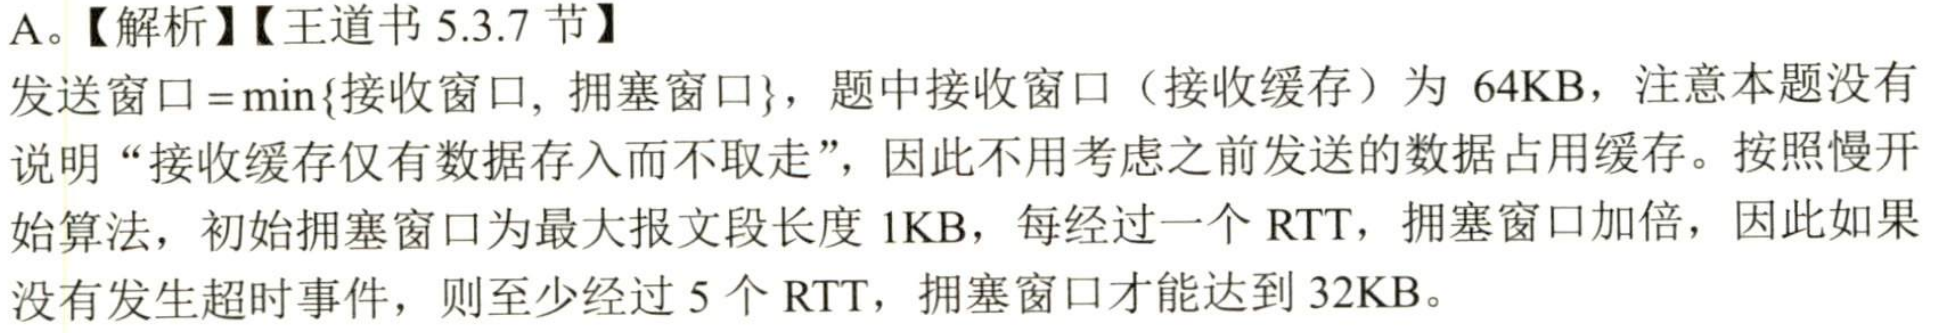 A。【解析】【王道书 5.3.7 节】
发送窗口=min{接收窗口, 拥塞窗口}，题中接收窗口（接收缓存）为 64KB，注意本题没有
说明“接收缓存仅有数据存入而不取走”，因此不用考虑之前发送的数据占用缓存。按照慢开
始算法，初始拥塞窗口为最大报文段长度 1KB，每经过一个 RTT，拥塞窗口加倍，因此如果
没有发生超时事件，则至少经过 5 个 RTT，拥塞窗口才能达到 32KB。